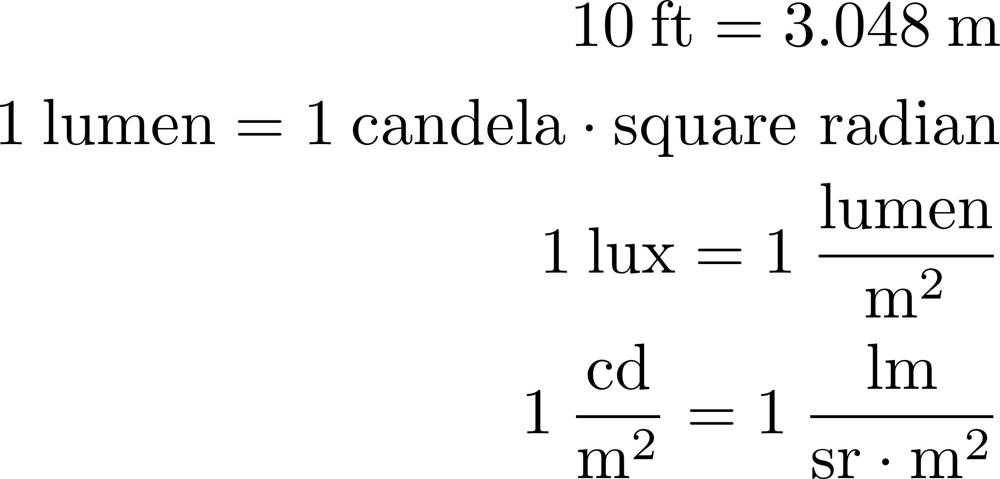 10 ft = 3.048 m
1 lumen = 1 candela · square radian
1 lux = 1 lumen/m²
1 cd/m² = 1 lm/sr · m²